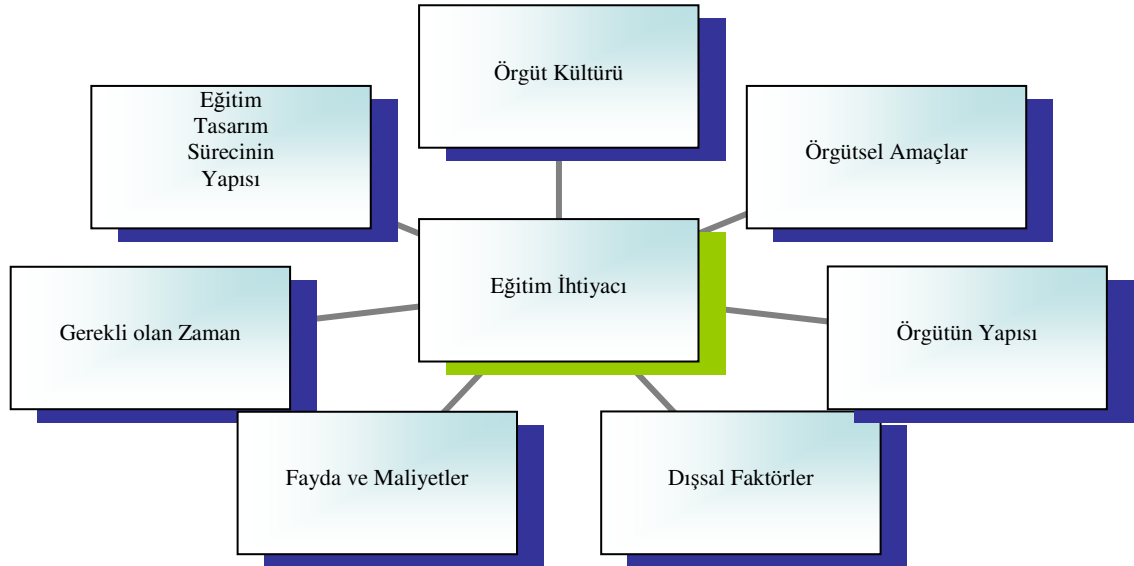 Örgüt Kültürü
Eğitim
Tasarım
Sürecinin
Yapısı
Örgütsel Amaçlar
Eğitim İhtiyacı
Gerekli olan Zaman
Örgütün Yapısı
Fayda ve Maliyetler
Dışsal Faktörler